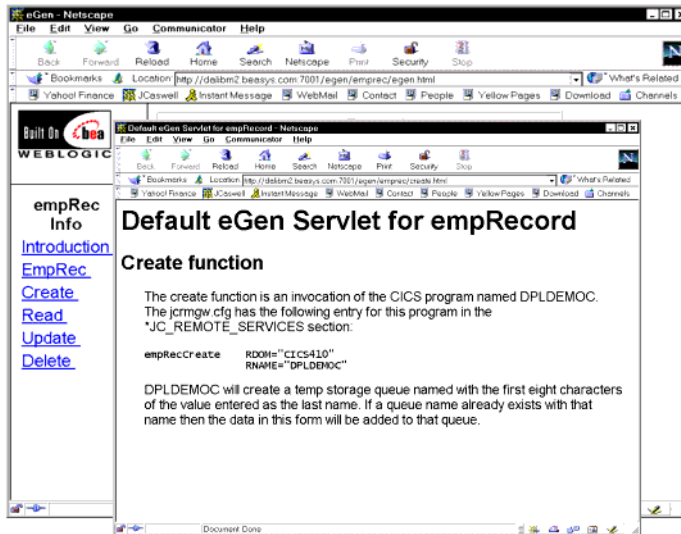 eGen - Netscape
File Edit View Go Communicator Help
Back Forward Reload Home Search Netscape Print Security Stop
Bookmarks Location: http://dalibm2.beasys.com:7001/egen/emprec/egen.html What's Related
Yahoo! Finance JCaswell Instant Message WebMail Contact People Yellow Pages Download Channels
Built On bea
WEBLOGIC
empRec
Info
Introduction
EmpRec
Create
Read
Update
Delete
Default eGen Servlet for empRecord - Netscape
File Edit View Go Communicator Help
Back Forward Reload Home Search Netscape Print Security Stop
Bookmarks Location: http://dalibm2.beasys.com:7001/egen/emprec/create.html What's Related
Yahoo! Finance JCaswell Instant Message WebMail Contact People Yellow Pages Download Channels
Default eGen Servlet for empRecord
Create function
The create function is an invocation of the CICS program named DPLDEMOC.
The jcrmgw.cfg has the following entry for this program in the
*JC_REMOTE_SERVICES section:
empRecCreate RDOM="CICS410"
RNAME="DPLDEMOC"
DPLDEMOC will create a temp storage queue named with the first eight characters
of the value entered as the last name. If a queue name already exists with that
name then the data in this form will be added to that queue.
Document Done